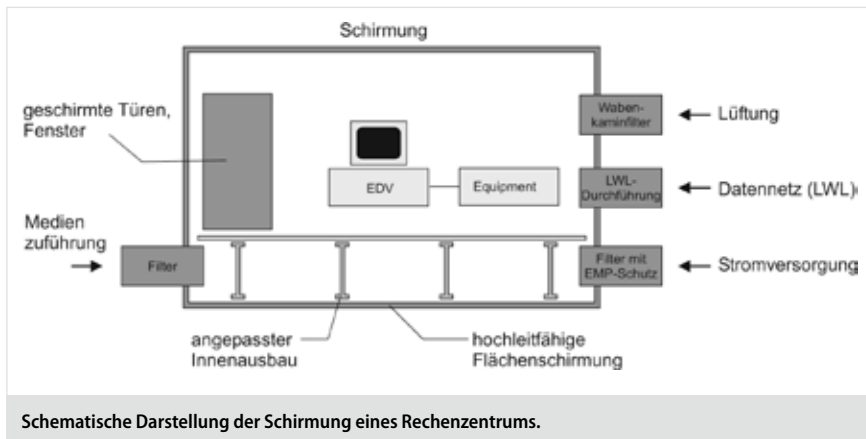 Schirmung
geschirmte Türen,
Fenster
Waben-
kaminfilter
Lüftung
EDV
Equipment
LWL-
Durchführung
Datennetz (LWL)
Medien
zuführung
Filter
Filter mit
EMP-Schutz
Stromversorgung
angepasster
Innenausbau
hochleitfähige
Flächenschirmung
Schematische Darstellung der Schirmung eines Rechenzentrums.